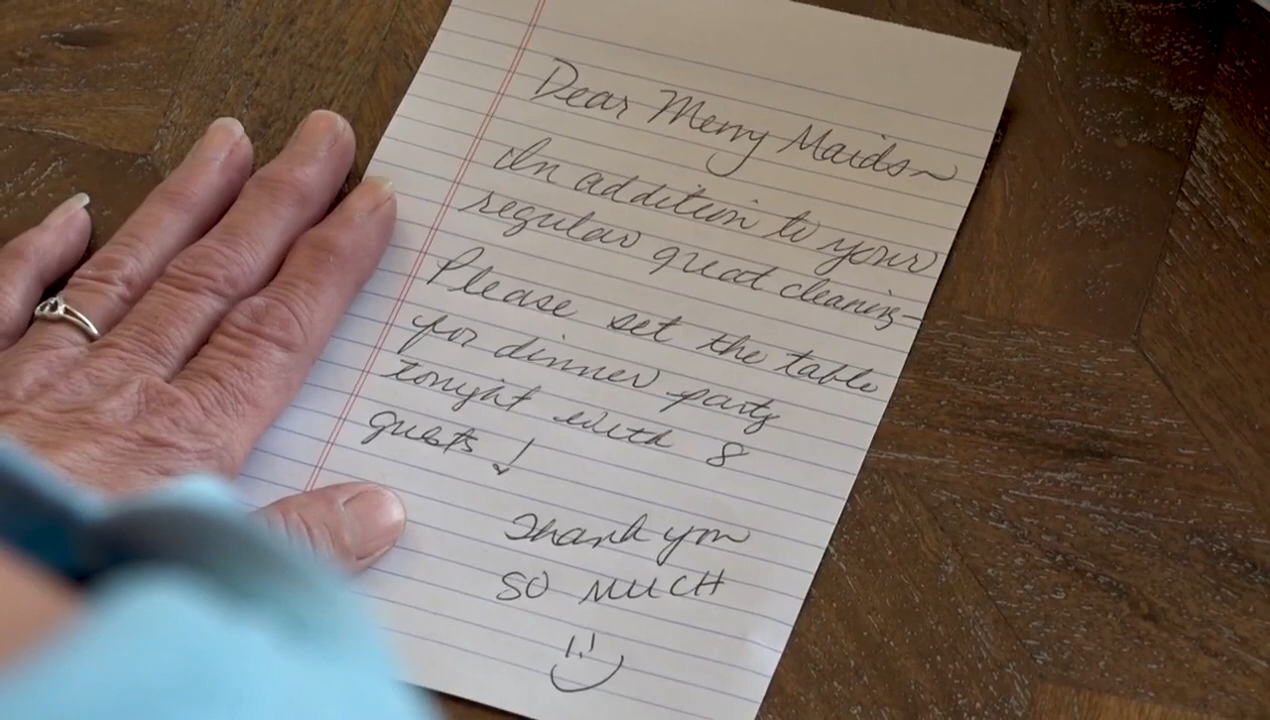 Dear Merry Maids~
In addition to your
regular great cleaning-
Please set the table
for dinner party
tonight with 8
guests!
Thank you
SO MUCH